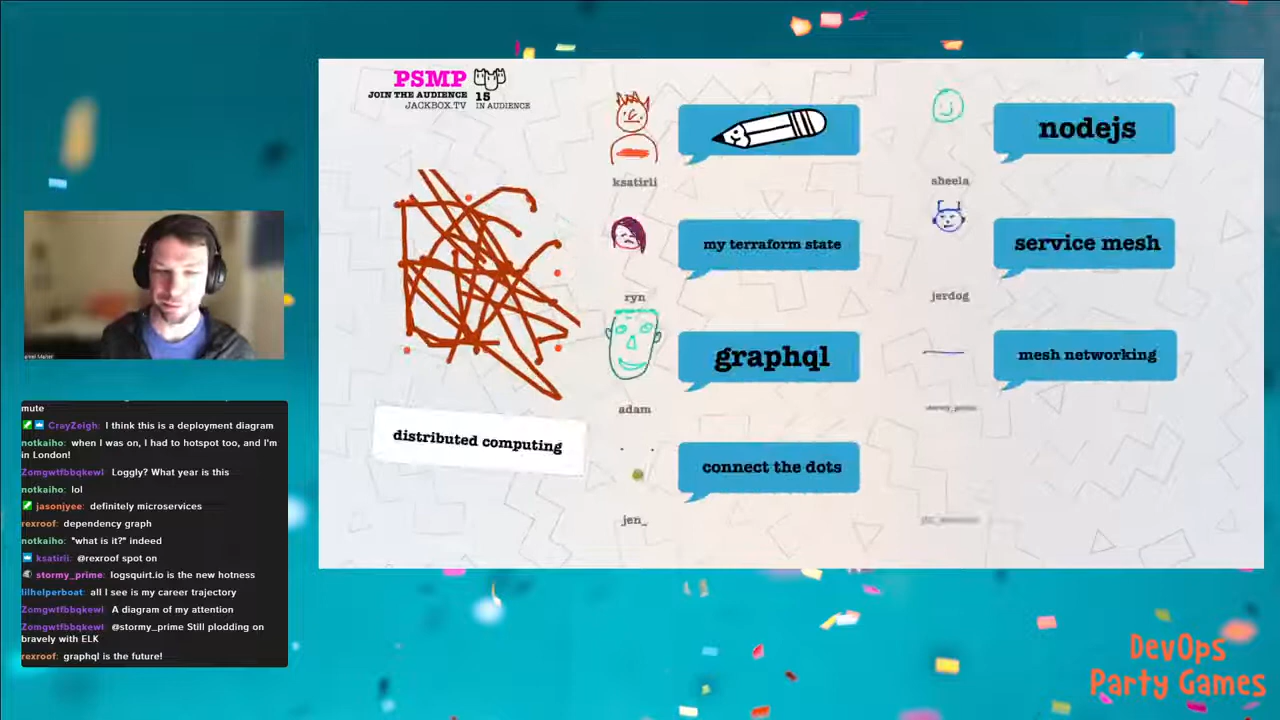 PSMP
JOIN THE AUDIENCE
JACKBOX.TV
15
IN AUDIENCE
ksatirli
nodejs
sheela
my terraform state
ryn
service mesh
jerdog
graphql
adam
mesh networking
stormy_prime
distributed computing
connect the dots
jen_
mute
CrayZeigh: I think this is a deployment diagram
notkaiho: when I was on, I had to hotspot too, and I'm
in London!
Zomgwtfbbqkewl: Loggly? What year is this
notkaiho: lol
jasonjyee: definitely microservices
rexroof: dependency graph
notkaiho: "what is it?" indeed
ksatirli: @rexroof spot on
stormy_prime: logsquirt.io is the new hotness
lilhelperboat: all I see is my career trajectory
Zomgwtfbbqkewl: A diagram of my attention
Zomgwtfbbqkewl: @stormy_prime Still plodding on
bravely with ELK
rexroof: graphql is the future!
DevOps
Party Games